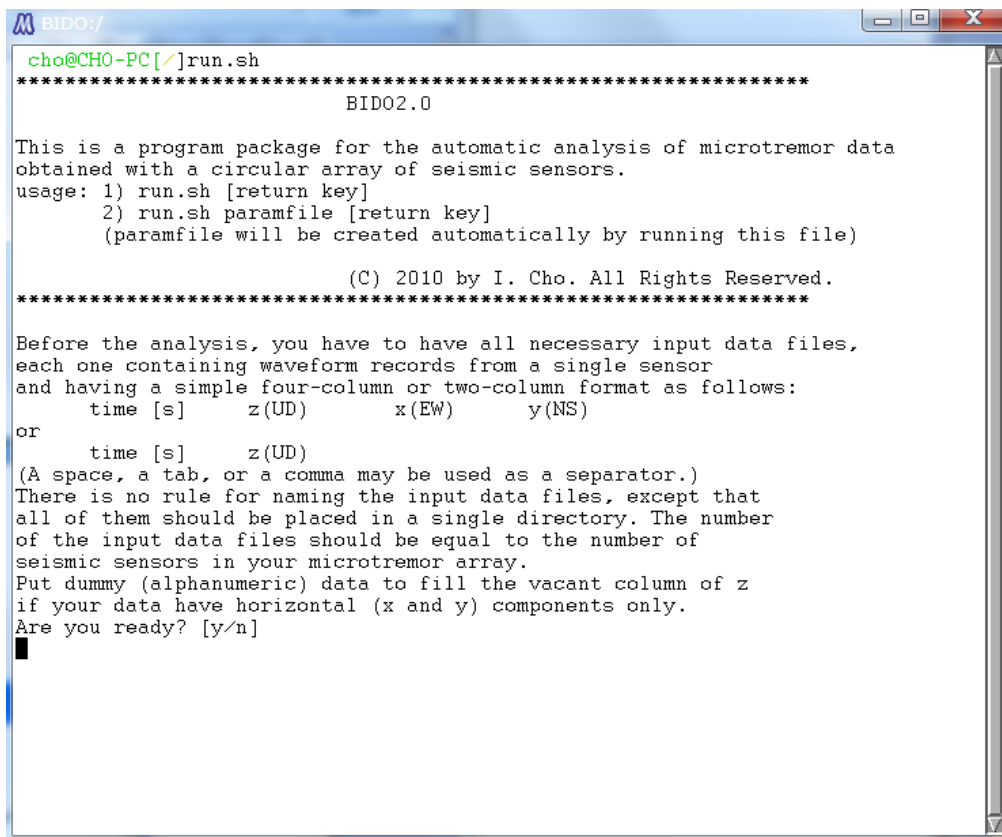 BIDO:/
cho@CHO-PC[/]run.sh
*****************************************************************
BIDO2.0
This is a program package for the automatic analysis of microtremor data
obtained with a circular array of seismic sensors.
usage: 1) run.sh [return key]
2) run.sh paramfile [return key]
(paramfile will be created automatically by running this file)
(C) 2010 by I. Cho. All Rights Reserved.
*****************************************************************
Before the analysis, you have to have all necessary input data files,
each one containing waveform records from a single sensor
and having a simple four-column or two-column format as follows:
time [s] z(UD) x(EW) y(NS)
or
time [s] z(UD)
(A space, a tab, or a comma may be used as a separator.)
There is no rule for naming the input data files, except that
all of them should be placed in a single directory. The number
of the input data files should be equal to the number of
seismic sensors in your microtremor array.
Put dummy (alphanumeric) data to fill the vacant column of z
if your data have horizontal (x and y) components only.
Are you ready? [y/n]